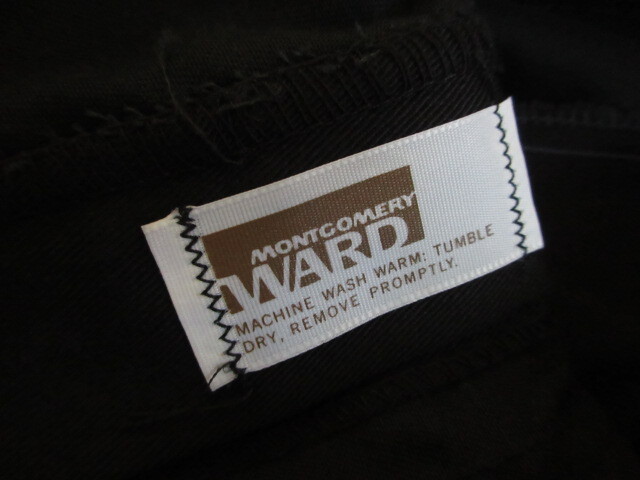 MONTGOMERY
WARD
MACHINE WASH WARM: TUMBLE
DRY, REMOVE PROMPTLY.